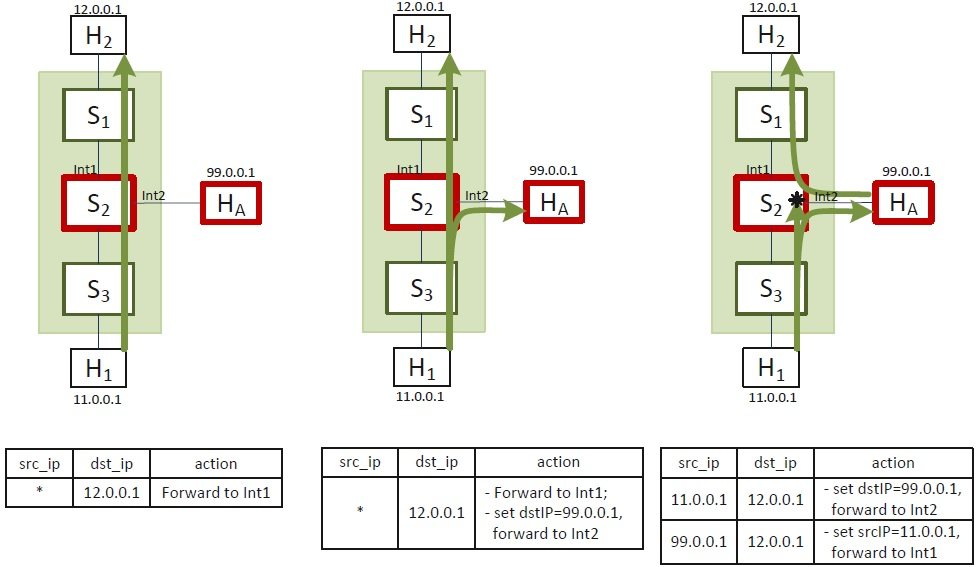 12.0.0.1
H2
S1
Int1
S2
Int2
99.0.0.1
HA
S3
H1
11.0.0.1
src_ip dst_ip action
* 12.0.0.1 Forward to Int1
12.0.0.1
H2
S1
Int1
S2
Int2
99.0.0.1
HA
S3
H1
11.0.0.1
src_ip dst_ip action
* 12.0.0.1 - Forward to Int1;
- set dstIP=99.0.0.1,
forward to Int2
12.0.0.1
H2
S1
Int1
S2
Int2
99.0.0.1
HA
S3
H1
11.0.0.1
src_ip dst_ip action
11.0.0.1 12.0.0.1 - set dstIP=99.0.0.1,
forward to Int2
99.0.0.1 12.0.0.1 - set srcIP=11.0.0.1,
forward to Int1